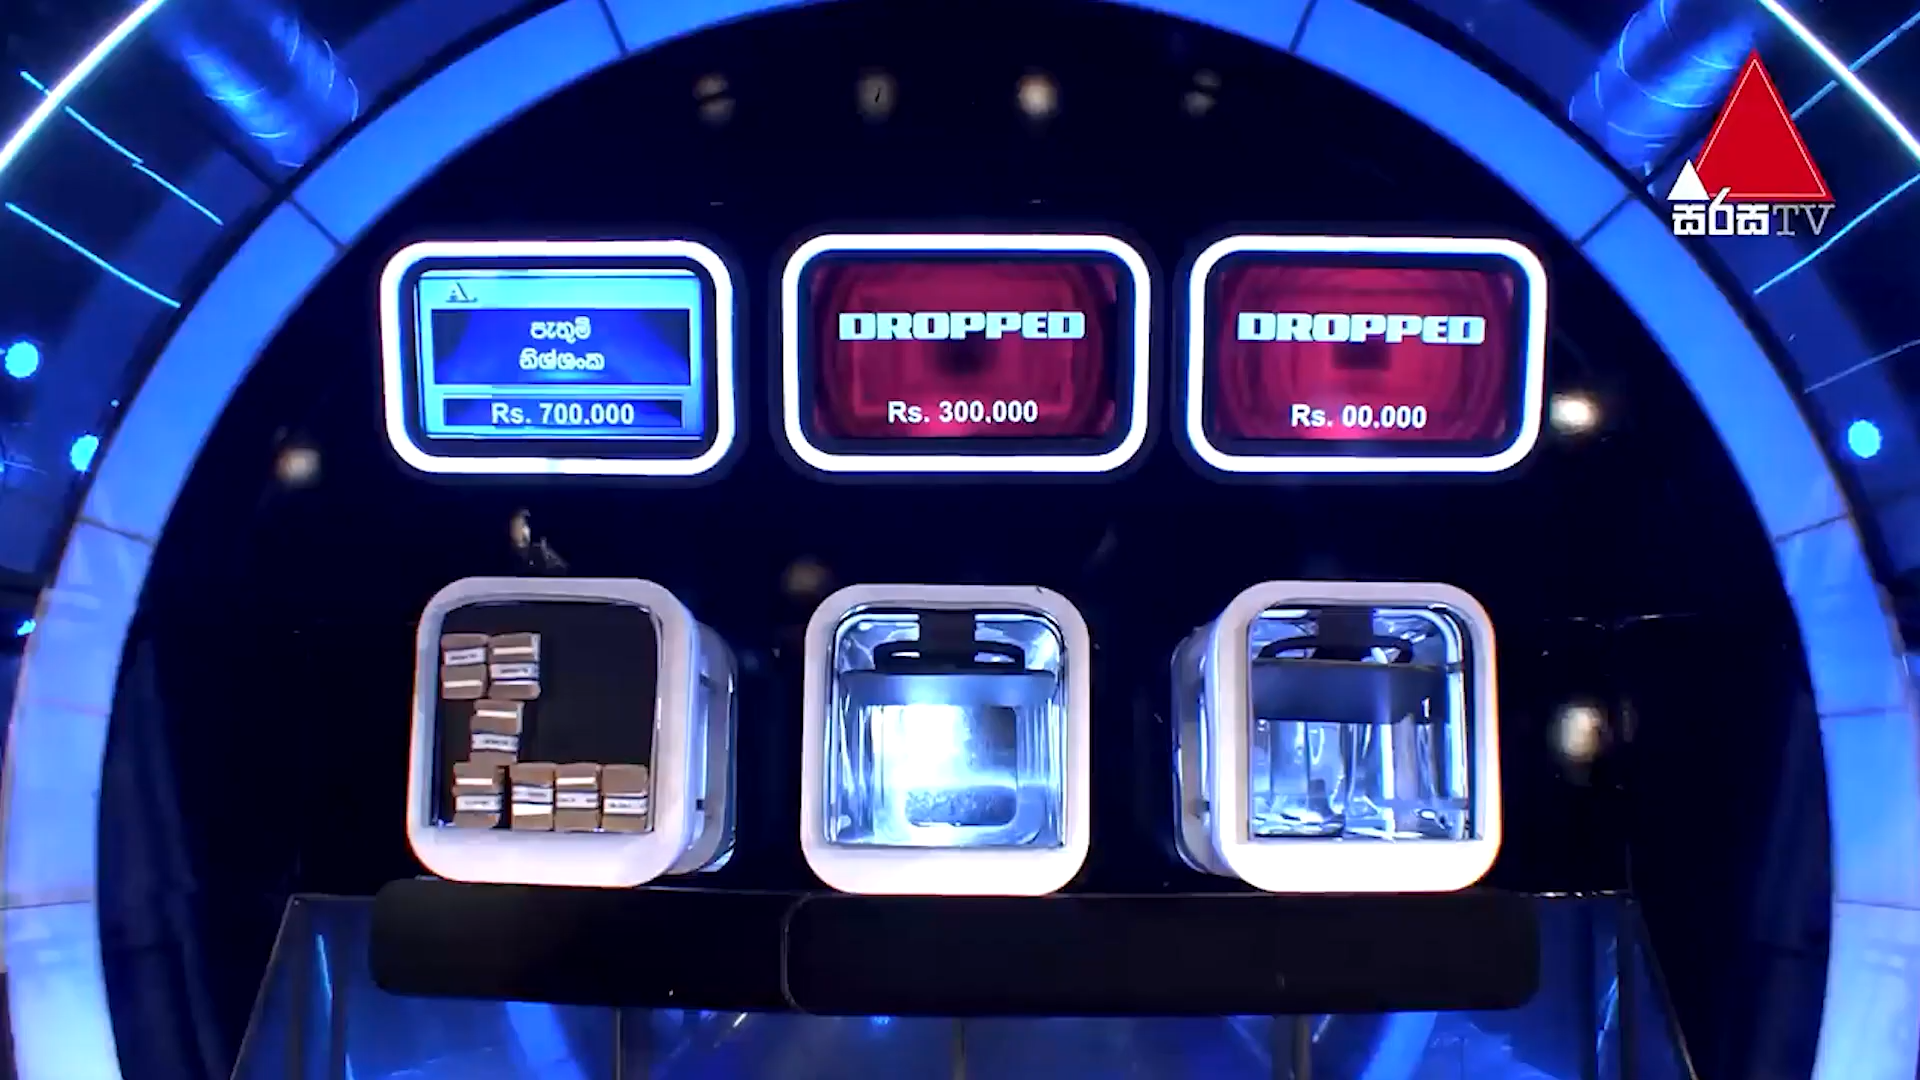 සිරස TV
A
පැතුම්
නිශ්ශංක
Rs. 700,000
DROPPED
Rs. 300,000
DROPPED
Rs. 00,000